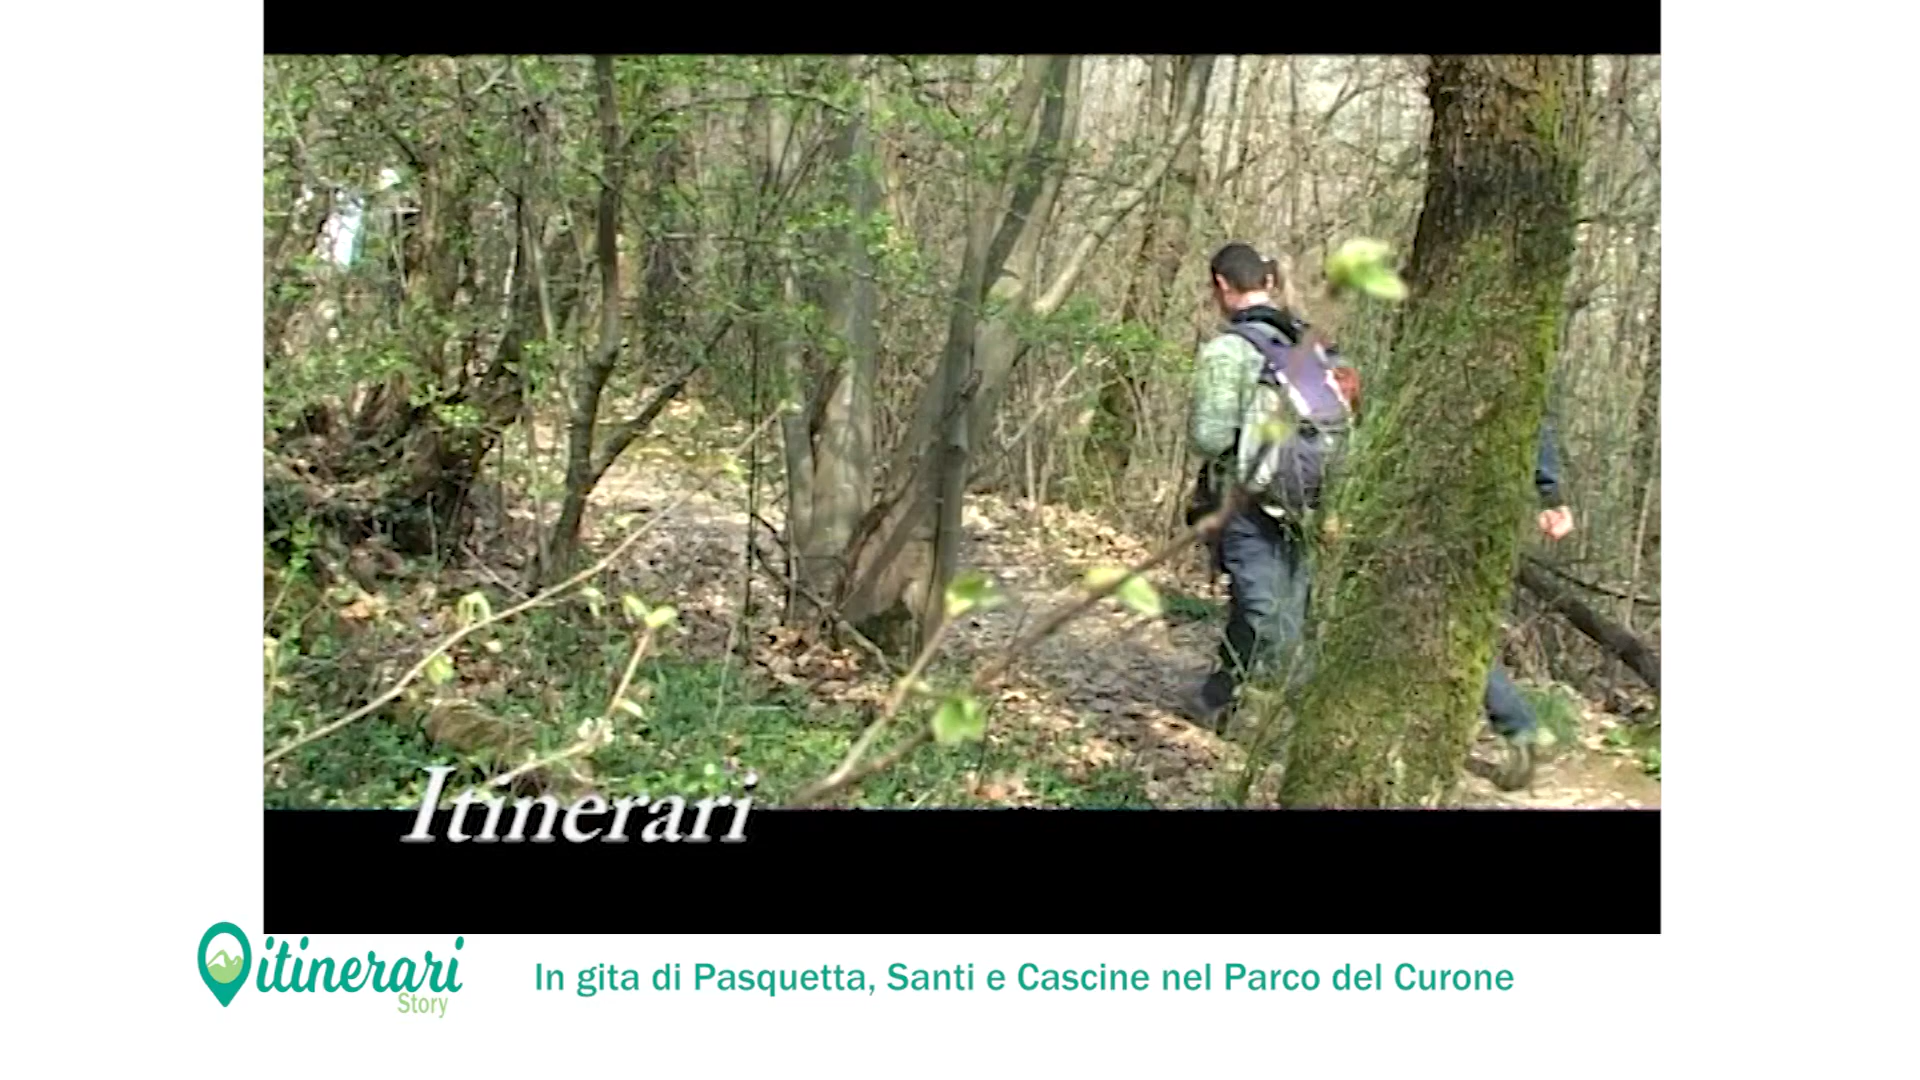 Itinerari
itinerari
Story
In gita di Pasquetta, Santi e Cascine nel Parco del Curone